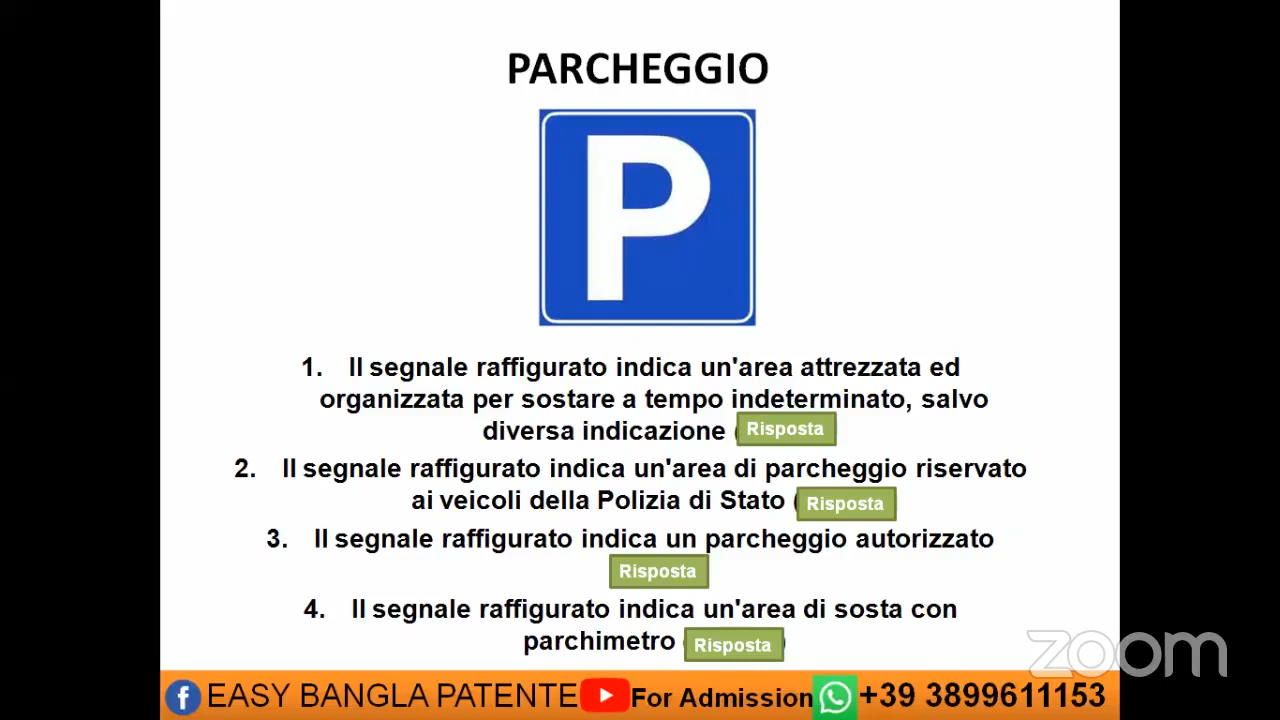 PARCHEGGIO
P
1. Il segnale raffigurato indica un'area attrezzata ed
organizzata per sostare a tempo indeterminato, salvo
diversa indicazione ( Risposta
2. Il segnale raffigurato indica un'area di parcheggio riservato
ai veicoli della Polizia di Stato ( Risposta
3. Il segnale raffigurato indica un parcheggio autorizzato
Risposta
4. Il segnale raffigurato indica un'area di sosta con
parchimetro ( Risposta )
zoom
EASY BANGLA PATENTE For Admission +39 3899611153